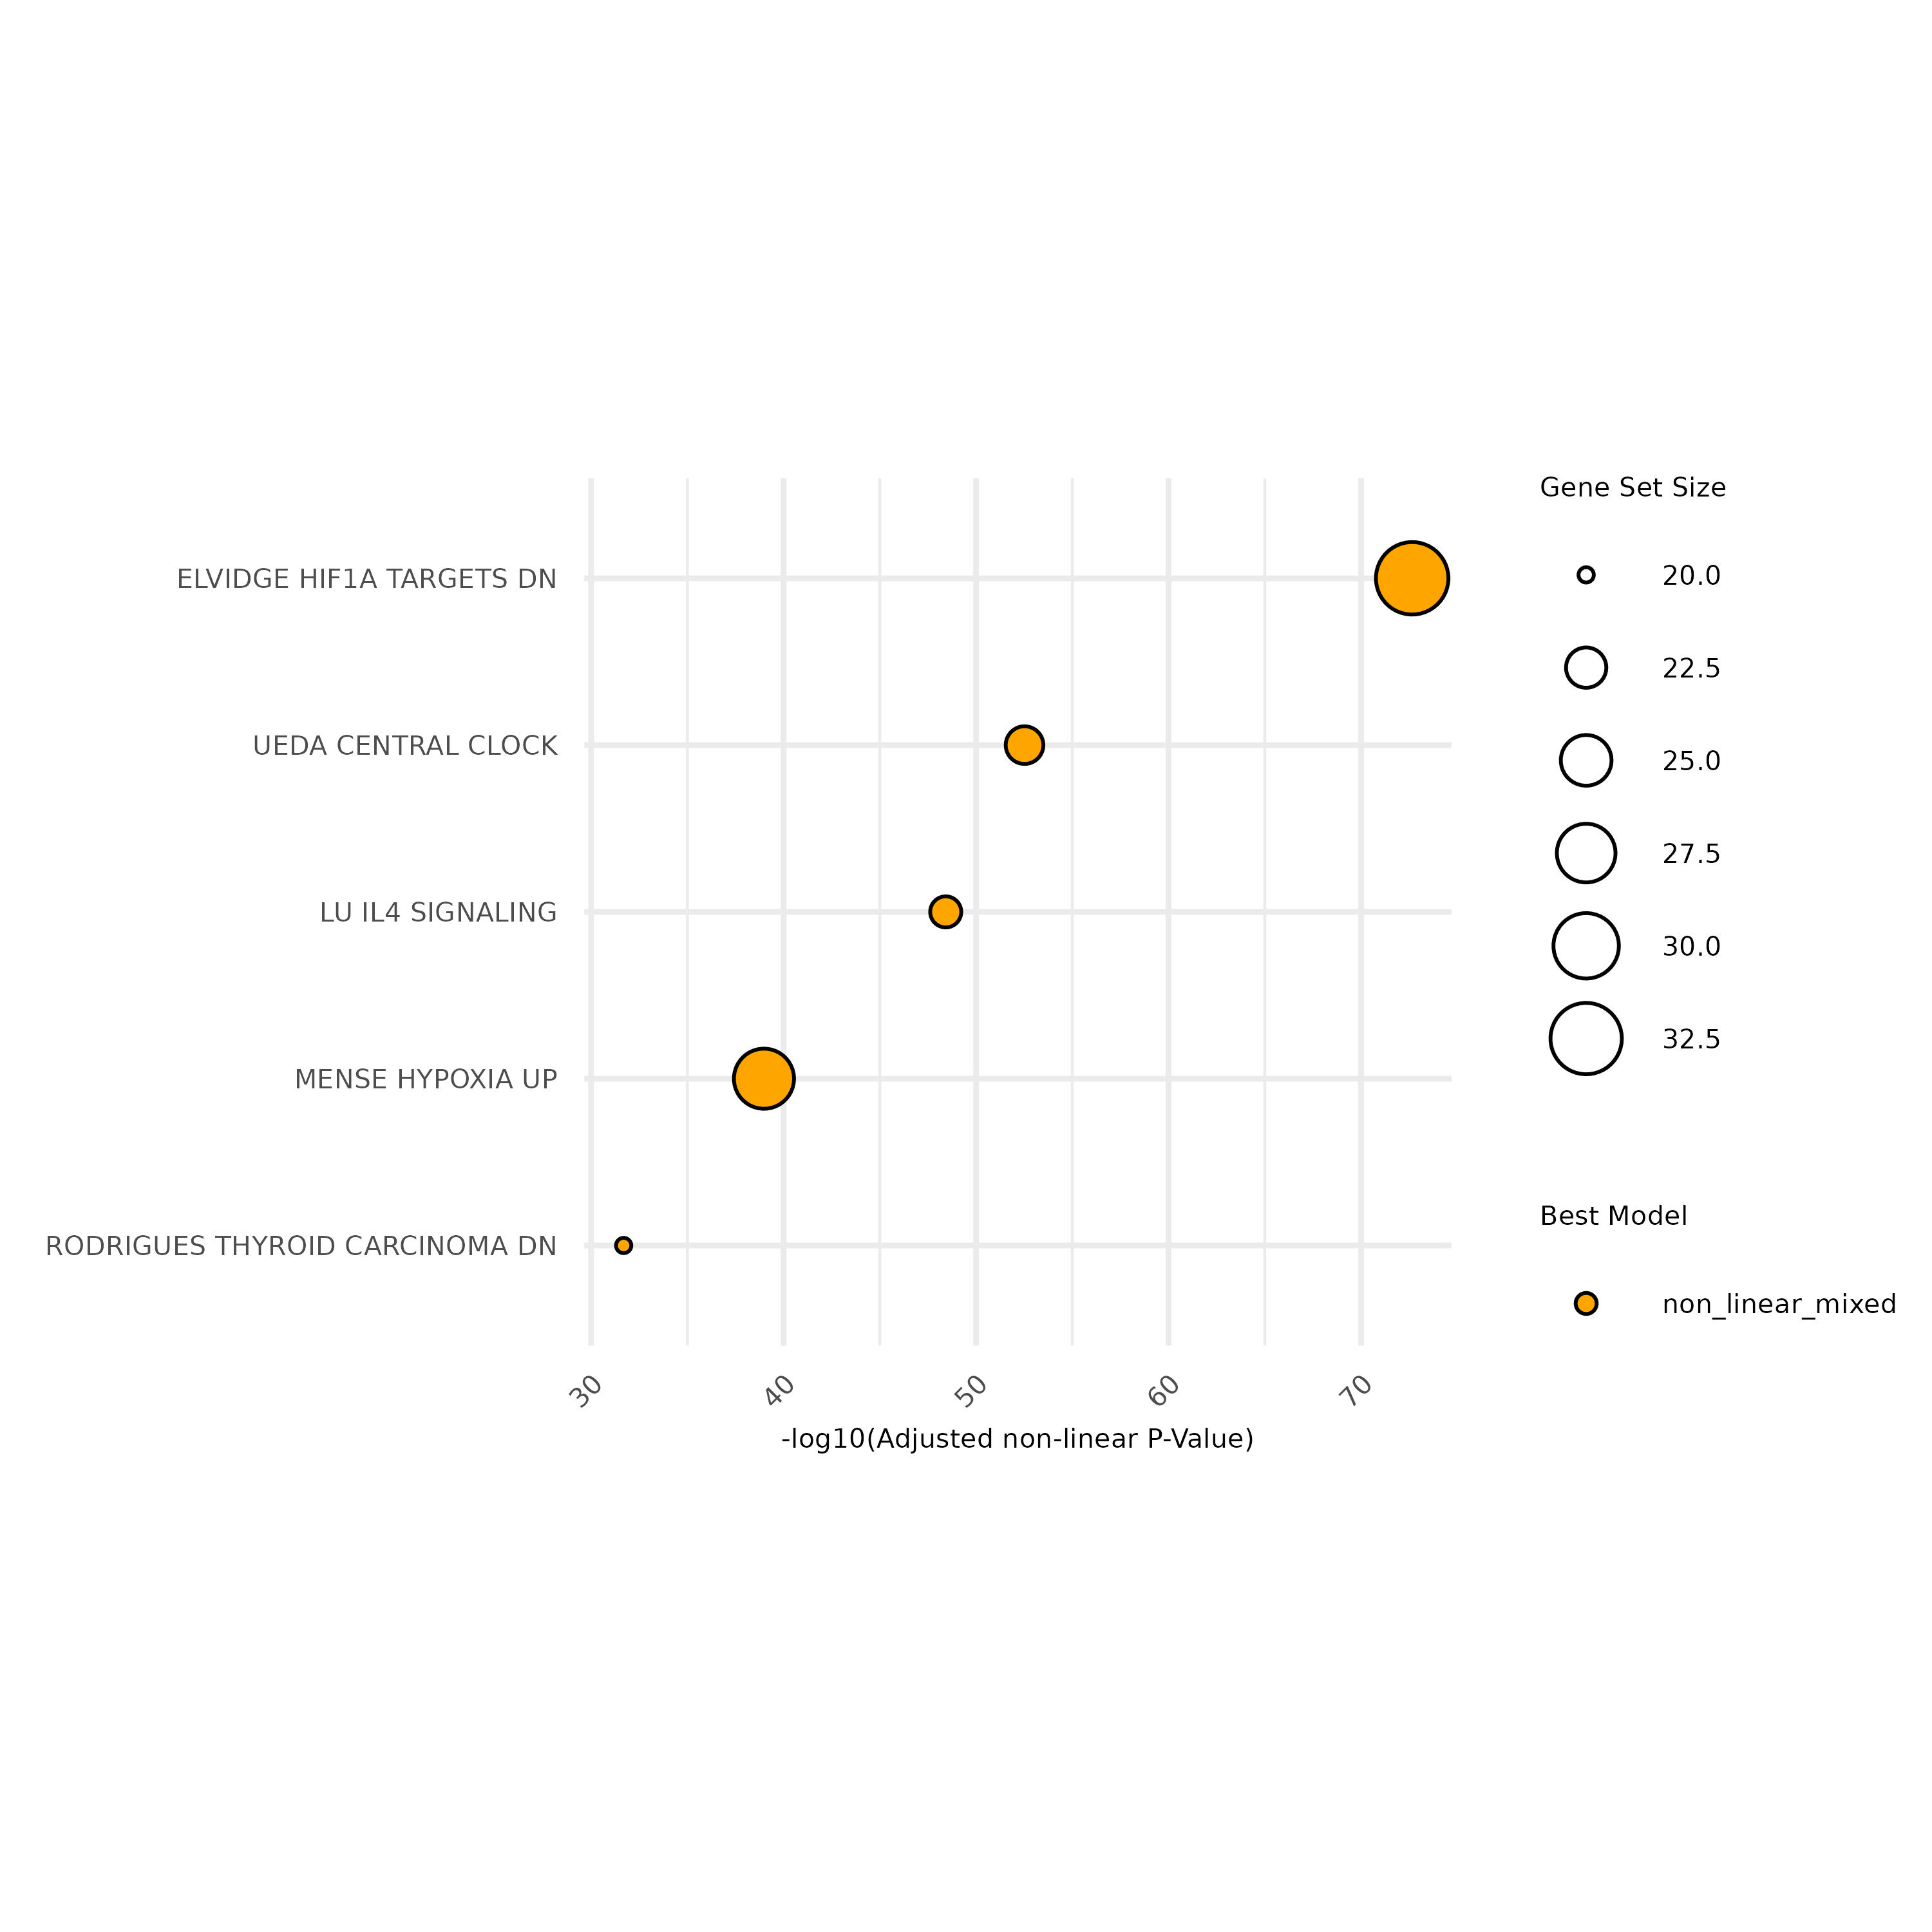 ELVIDGE HIF1A TARGETS DN
UEDA CENTRAL CLOCK
LU IL4 SIGNALING
MENSE HYPOXIA UP
RODRIGUES THYROID CARCINOMA DN
30
40
50
60
70
-log10(Adjusted non-linear P-Value)
Gene Set Size
20.0
22.5
25.0
27.5
30.0
32.5
Best Model
non_linear_mixed